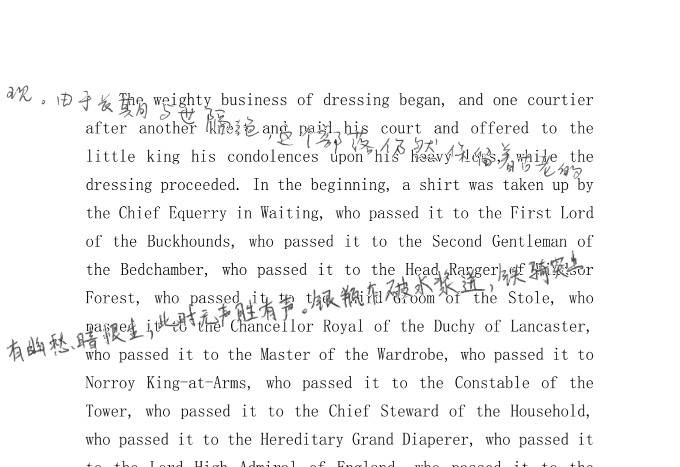 现。由于长期与世隔绝,这个部落仍然保留着古老的
The weighty business of dressing began, and one courtier
after another knelt and paid his court and offered to the
little king his condolences upon his heavy loss, while the
dressing proceeded. In the beginning, a shirt was taken up by
the Chief Equerry in Waiting, who passed it to the First Lord
of the Buckhounds, who passed it to the Second Gentleman of
the Bedchamber, who passed it to the Head Ranger of Windsor
Forest, who passed it to the Third Groom of the Stole, who
passed it to the Chancellor Royal of the Duchy of Lancaster,
有幽愁、暗恨生,此时无声胜有声。银瓶乍破水浆迸,铁骑突出
who passed it to the Master of the Wardrobe, who passed it to
Norroy King-at-Arms, who passed it to the Constable of the
Tower, who passed it to the Chief Steward of the Household,
who passed it to the Hereditary Grand Diaperer, who passed it
to the Lord High Admiral of England, who passed it to the